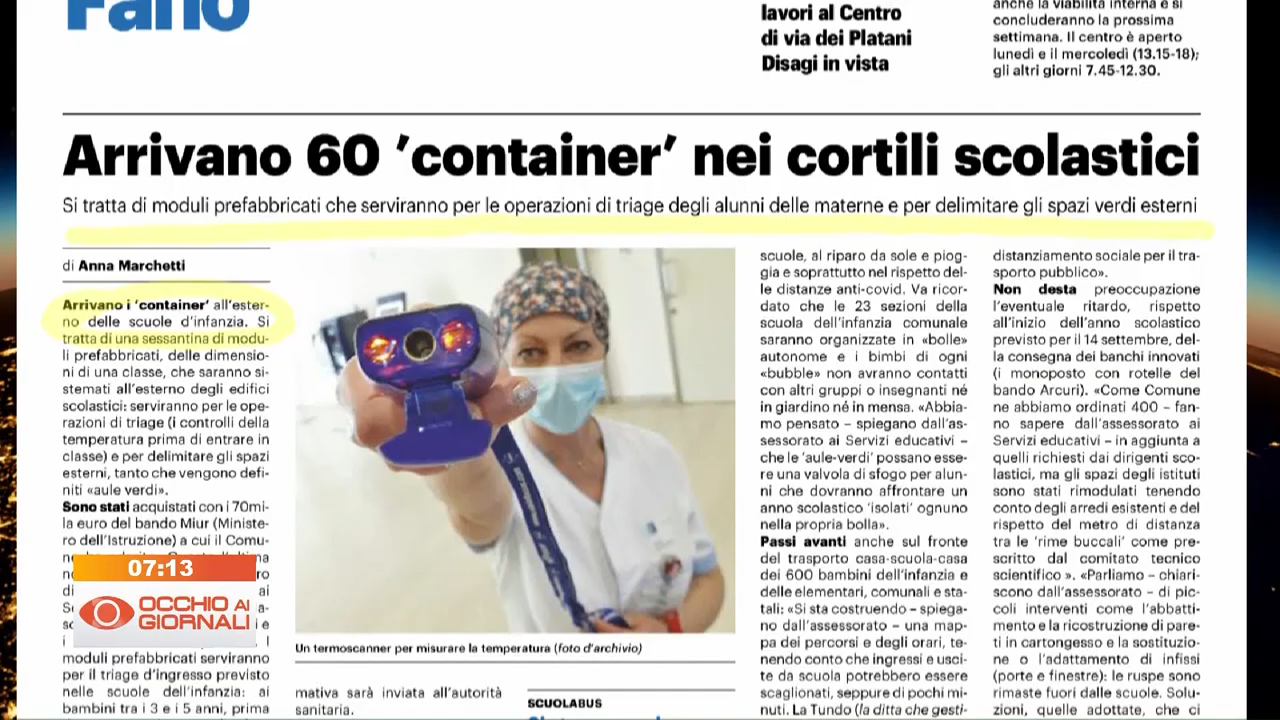 Fano
lavori al Centro
di via dei Platani
Disagi in vista
anche la viabilità interna e si
concluderanno la prossima
settimana. Il centro è aperto
lunedì e il mercoledì (13.15-18);
gli altri giorni 7.45-12.30.
Arrivano 60 ’container’ nei cortili scolastici
Si tratta di moduli prefabbricati che serviranno per le operazioni di triage degli alunni delle materne e per delimitare gli spazi verdi esterni
di Anna Marchetti
Arrivano i ‘container’ all’ester-
no delle scuole d’infanzia. Si
tratta di una sessantina di modu-
li prefabbricati, delle dimensio-
ni di una classe, che saranno si-
stemati all’esterno degli edifici
scolastici: serviranno per le ope-
razioni di triage (i controlli della
temperatura prima di entrare in
classe) e per delimitare gli spazi
esterni, tanto che vengono defi-
niti «aule verdi».
Sono stati acquistati con i 70mi-
la euro del bando Miur (Ministe-
ro dell’Istruzione) a cui il Comu-
07:13
OCCHIO AI
GIORNALI
moduli prefabbricati serviranno
per il triage d’ingresso previsto
nelle scuole dell’infanzia: ai
bambini tra i 3 e i 5 anni, prima
Un termoscanner per misurare la temperatura (foto d’archivio)
mativa sarà inviata all’autorità
sanitaria.
SCUOLABUS
scuole, al riparo da sole e piog-
gia e soprattutto nel rispetto del-
le distanze anti-covid. Va ricor-
dato che le 23 sezioni della
scuola dell’infanzia comunale
saranno organizzate in «bolle»
autonome e i bimbi di ogni
«bubble» non avranno contatti
con altri gruppi o insegnanti né
in giardino né in mensa. «Abbia-
mo pensato – spiegano dall’as-
sessorato ai Servizi educativi –
che le ‘aule-verdi’ possano esse-
re una valvola di sfogo per alun-
ni che dovranno affrontare un
anno scolastico ‘isolati’ ognuno
nella propria bolla».
Passi avanti anche sul fronte
del trasporto casa-scuola-casa
dei 600 bambini dell’infanzia e
delle elementari, comunali e sta-
tali: «Si sta costruendo – spiega-
no dall’assessorato – una map-
pa dei percorsi e degli orari, te-
nendo conto che ingressi e usci-
te da scuola potrebbero essere
scaglionati, seppure di pochi mi-
nuti. La Tundo (la ditta che gesti-
distanziamento sociale per il tra-
sporto pubblico».
Non desta preoccupazione
l’eventuale ritardo, rispetto
all’inizio dell’anno scolastico
previsto per il 14 settembre, del-
la consegna dei banchi innovati
(i monoposto con rotelle del
bando Arcuri). «Come Comune
ne abbiamo ordinati 400 – fan-
no sapere dall’assessorato ai
Servizi educativi – in aggiunta a
quelli richiesti dai dirigenti sco-
lastici, ma gli spazi degli istituti
sono stati rimodulati tenendo
conto degli arredi esistenti e del
rispetto del metro di distanza
tra le ‘rime buccali’ come pre-
scritto dal comitato tecnico
scientifico ». «Parliamo – chiari-
scono dall’assessorato – di pic-
coli interventi come l’abbatti-
mento e la ricostruzione di pare-
ti in cartongesso e la sostituzio-
ne o l’adattamento di infissi
(porte e finestre): le ruspe sono
rimaste fuori dalle scuole. Solu-
zioni, quelle adottate, che ci